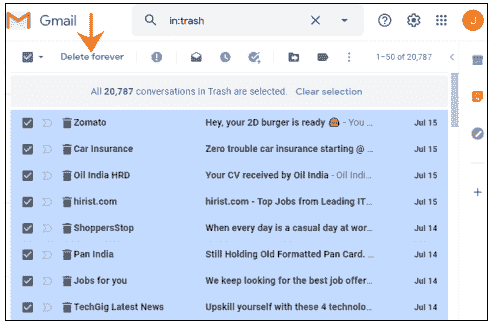 Gmail in:trash J
Delete forever 1–50 of 20,787
All 20,787 conversations in Trash are selected. Clear selection
Zomato Hey, your 2D burger is ready 🍔 - You ... Jul 15
Car Insurance Zero trouble car insurance starting @ ... Jul 15
Oil India HRD Your CV received by Oil India - Oil Indi... Jul 15
hirist.com hirist.com - Top Jobs from Leading IT... Jul 15
ShoppersStop When every day is a casual day at wor... Jul 14
Pan India Still Holding Old Formatted Pan Card. ... Jul 14
Jobs for you We keep looking for the best job offer... Jul 14
TechGig Latest News Upskill yourself with these 4 technolo... Jul 14